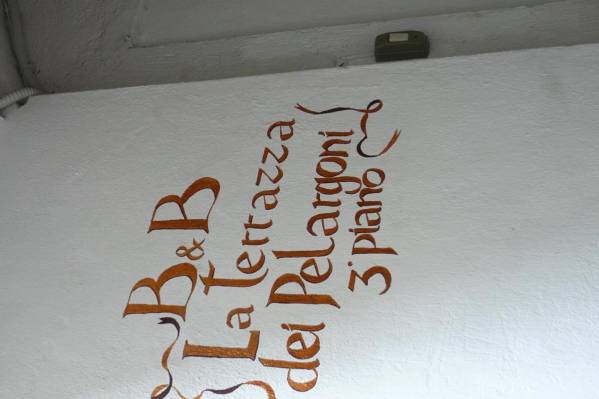 B&B
La terrazza
dei Pelargoni
3° piano